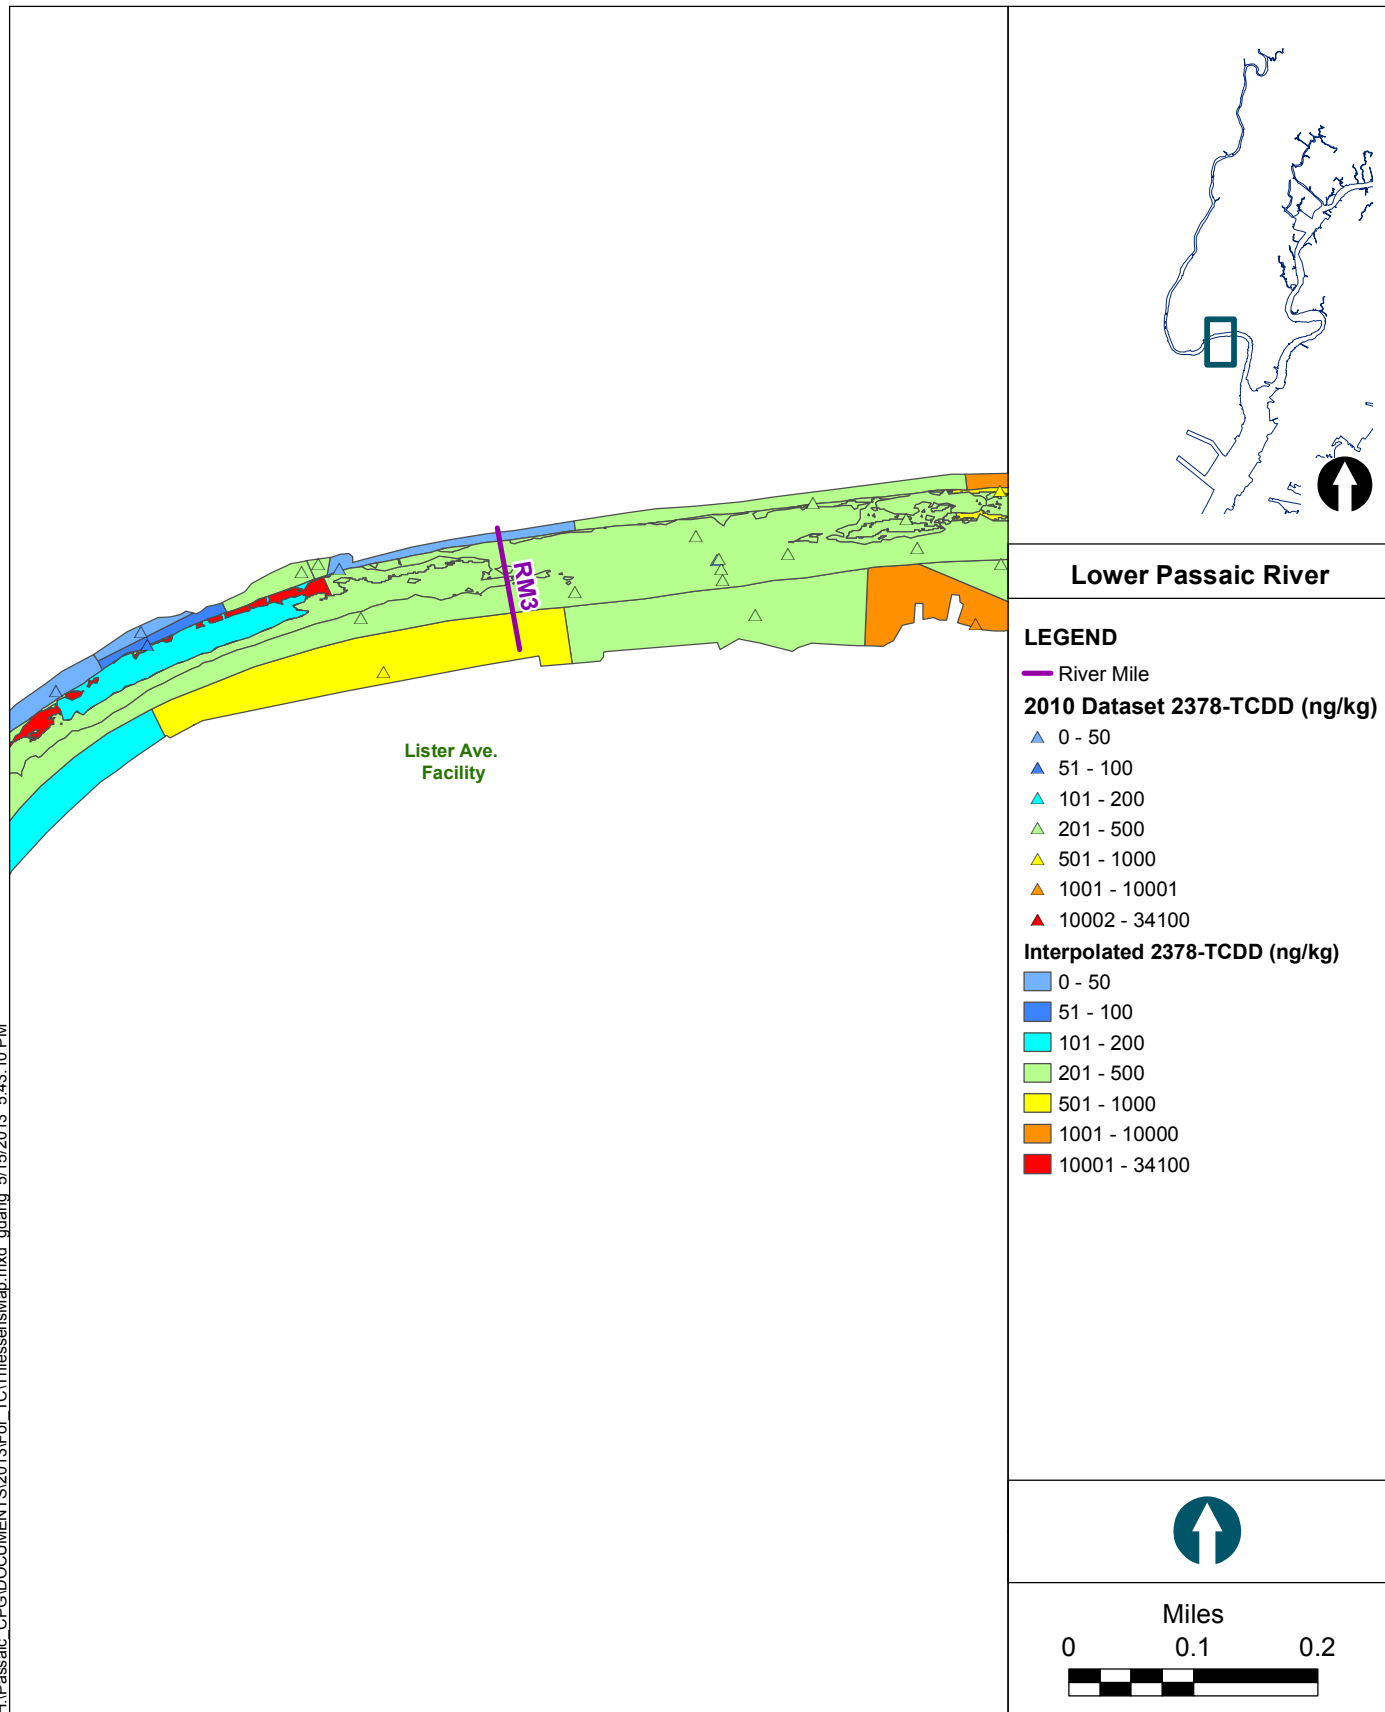 Lower Passaic River
LEGEND
River Mile
2010 Dataset 2378-TCDD (ng/kg)
0 - 50
51 - 100
101 - 200
201 - 500
501 - 1000
1001 - 10001
10002 - 34100
Interpolated 2378-TCDD (ng/kg)
0 - 50
51 - 100
101 - 200
201 - 500
501 - 1000
1001 - 10000
10001 - 34100
RM3
Lister Ave.
Facility
Miles
0 0.1 0.2